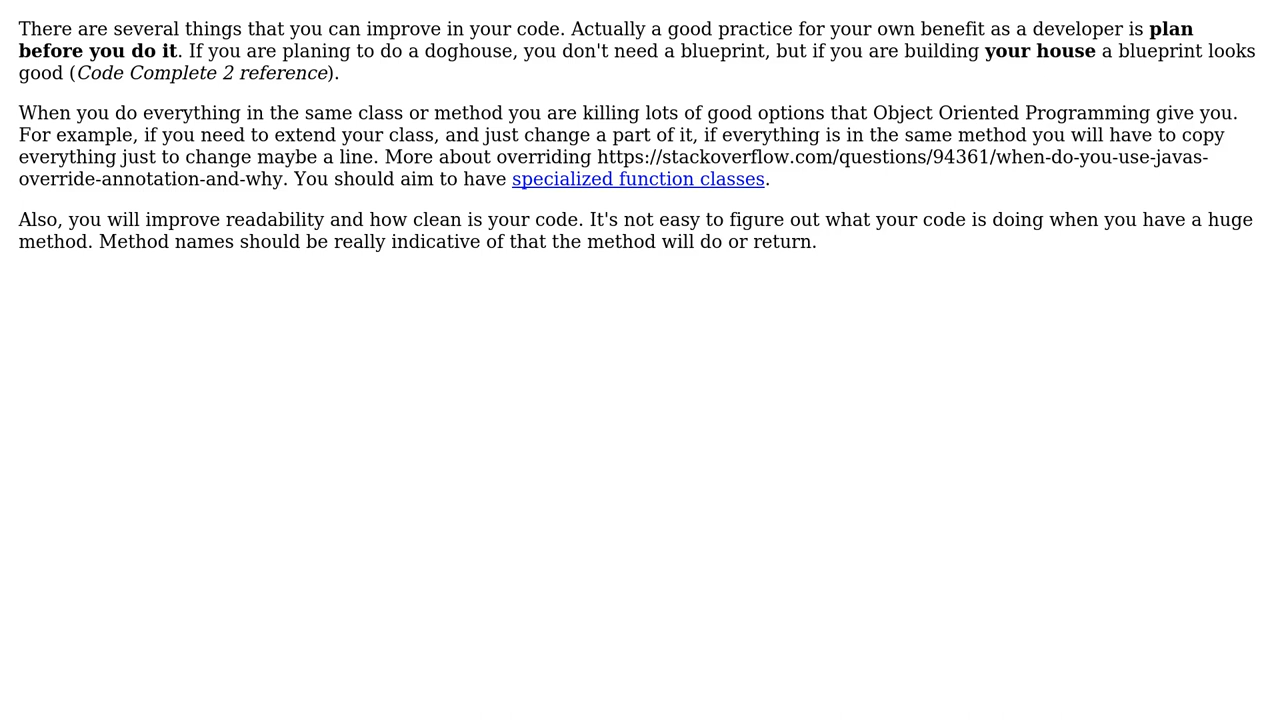 There are several things that you can improve in your code. Actually a good practice for your own benefit as a developer is plan
before you do it. If you are planing to do a doghouse, you don't need a blueprint, but if you are building your house a blueprint looks
good (Code Complete 2 reference).
When you do everything in the same class or method you are killing lots of good options that Object Oriented Programming give you.
For example, if you need to extend your class, and just change a part of it, if everything is in the same method you will have to copy
everything just to change maybe a line. More about overriding https://stackoverflow.com/questions/94361/when-do-you-use-javas-
override-annotation-and-why. You should aim to have specialized function classes.
Also, you will improve readability and how clean is your code. It's not easy to figure out what your code is doing when you have a huge
method. Method names should be really indicative of that the method will do or return.